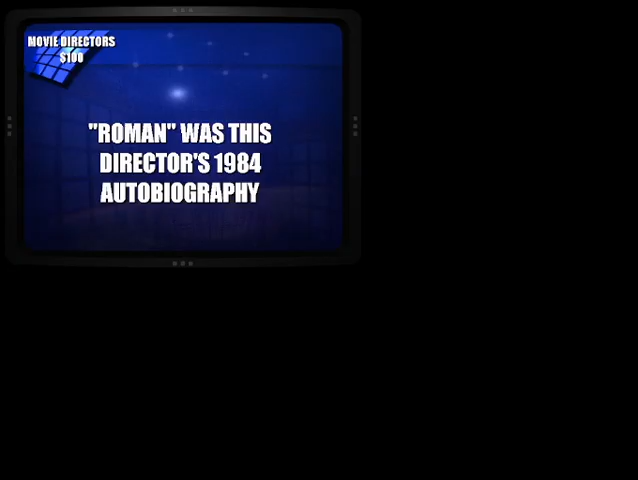 MOVIE DIRECTORS
$100
"ROMAN" WAS THIS
DIRECTOR'S 1984
AUTOBIOGRAPHY